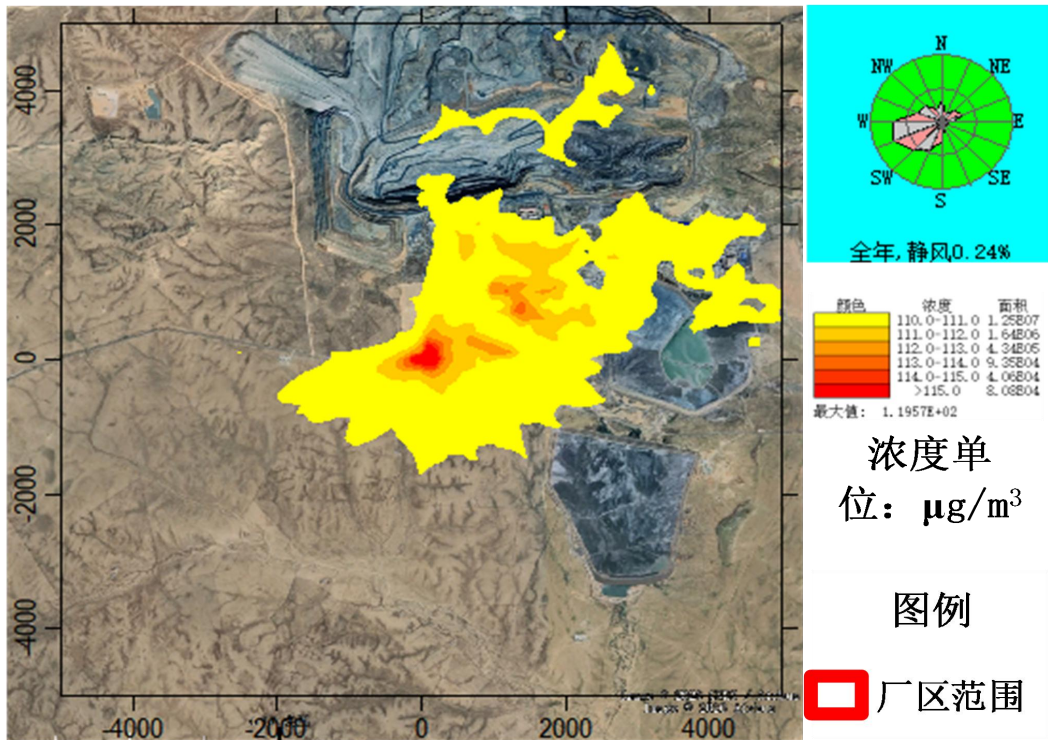 4000
2000
0
-2000
-4000
-4000
-2000
0
2000
4000
N
NW
NE
W
E
SW
SE
S
全年,静风0.24%
颜色 浓度 面积
110.0-111.0 1.25E07
111.0-112.0 1.64E06
112.0-113.0 4.34E05
113.0-114.0 9.35E04
114.0-115.0 4.06E04
>115.0 8.08E04
最大值: 1.1957E+02
浓度单
位：μg/m³
图例
厂区范围